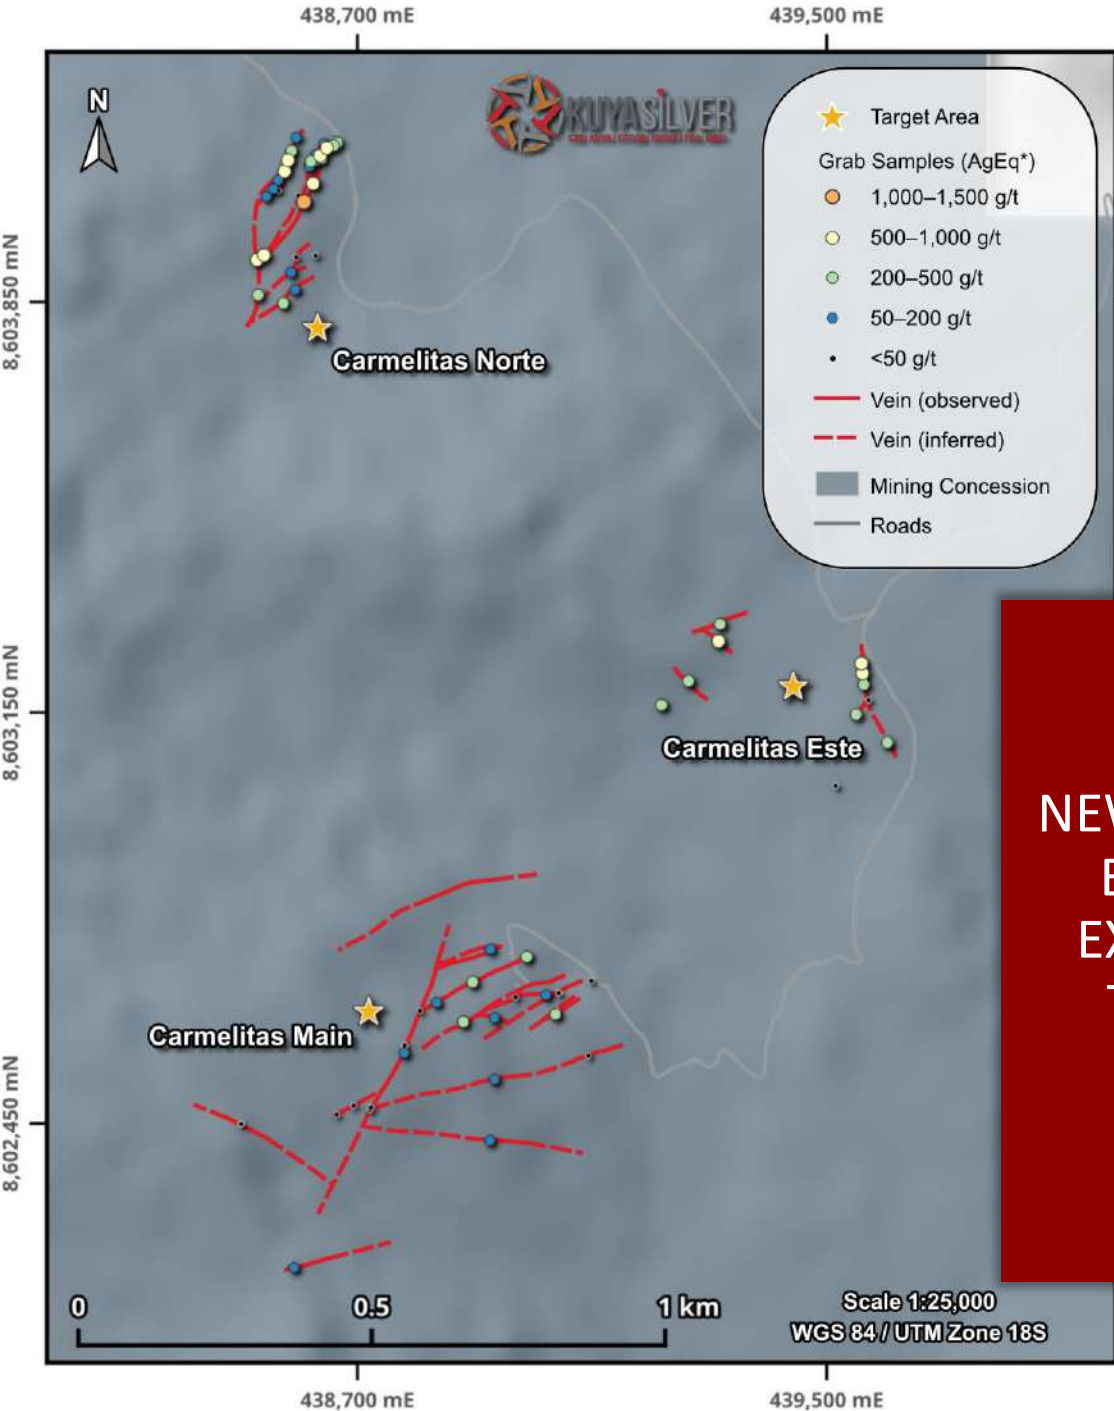 438,700 mE
439,500 mE
N
KUYASILVER
Target Area
Grab Samples (AgEq*)
1,000–1,500 g/t
500–1,000 g/t
200–500 g/t
50–200 g/t
<50 g/t
Vein (observed)
Vein (inferred)
Mining Concession
Roads
8,603,850 mN
Carmelitas Norte
8,603,150 mN
Carmelitas Este
Carmelitas Main
8,602,450 mN
0
0.5
1 km
Scale 1:25,000
WGS 84 / UTM Zone 18S
438,700 mE
439,500 mE